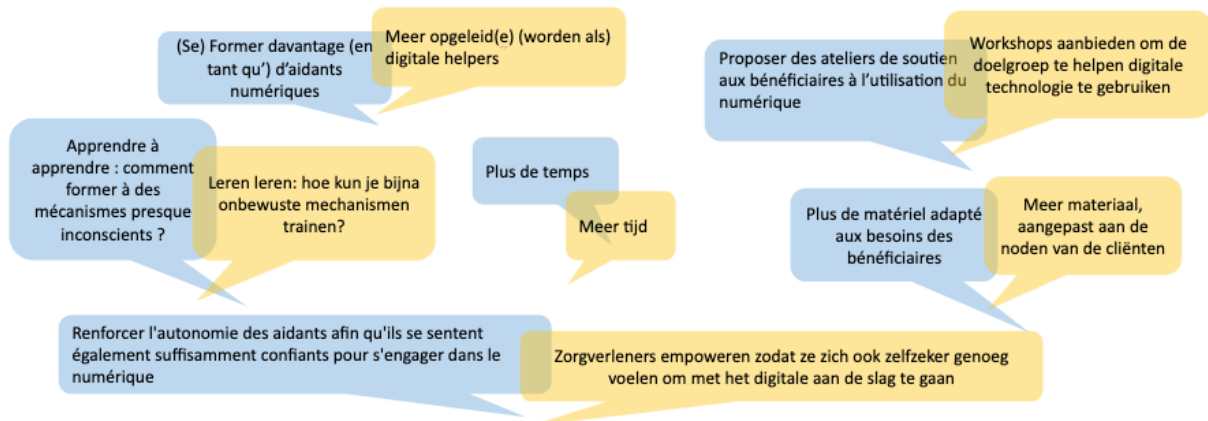 (Se) Former davantage (en
tant qu’) d’aidants
numériques
Meer opgeleid(e) (worden als)
digitale helpers
Proposer des ateliers de soutien
aux bénéficiaires à l’utilisation du
numérique
Workshops aanbieden om de
doelgroep te helpen digitale
technologie te gebruiken
Apprendre à
apprendre : comment
former à des
mécanismes presque
inconscients ?
Leren leren: hoe kun je bijna
onbewuste mechanismen
trainen?
Plus de temps
Meer tijd
Plus de matériel adapté
aux besoins des
bénéficiaires
Meer materiaal,
aangepast aan de
noden van de cliënten
Renforcer l'autonomie des aidants afin qu'ils se sentent
également suffisamment confiants pour s'engager dans le
numérique
Zorgverleners empoweren zodat ze zich ook zelfzeker genoeg
voelen om met het digitale aan de slag te gaan